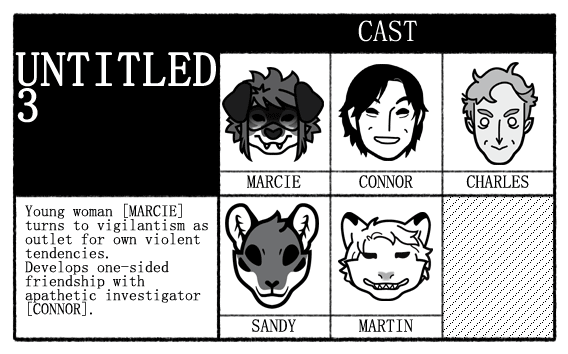 CAST
UNTITLED
3
MARCIE
CONNOR
CHARLES
Young woman [MARCIE]
turns to vigilantism as
outlet for own violent
tendencies.
Develops one-sided
friendship with
apathetic investigator
[CONNOR].
SANDY
MARTIN